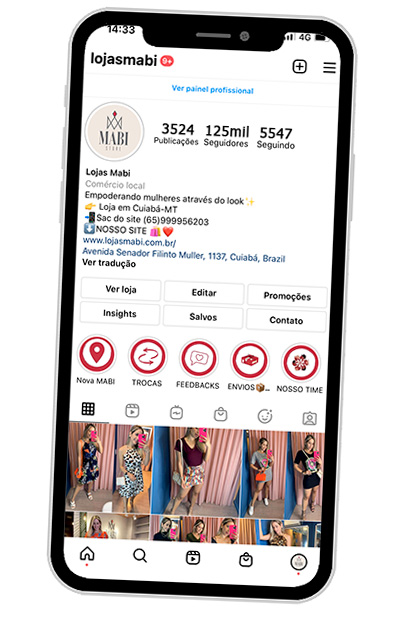 14:33
4G
lojasmabi 9+
Ver painel profissional
MABI
STORE
3524 125mil 5547
Publicações Seguidores Seguindo
Lojas Mabi
Comércio local
Empoderando mulheres através do look✨
👉 Loja em Cuiabá-MT
📲Sac do site (65)999956203
⬇️NOSSO SITE 🛍️❤️
www.lojasmabi.com.br/
Avenida Senador Filinto Muller, 1137, Cuiabá, Brazil
Ver tradução
Ver loja Editar Promoções
Insights Salvos Contato
Nova MABI TROCAS FEEDBACKS ENVIOS📦... NOSSO TIME